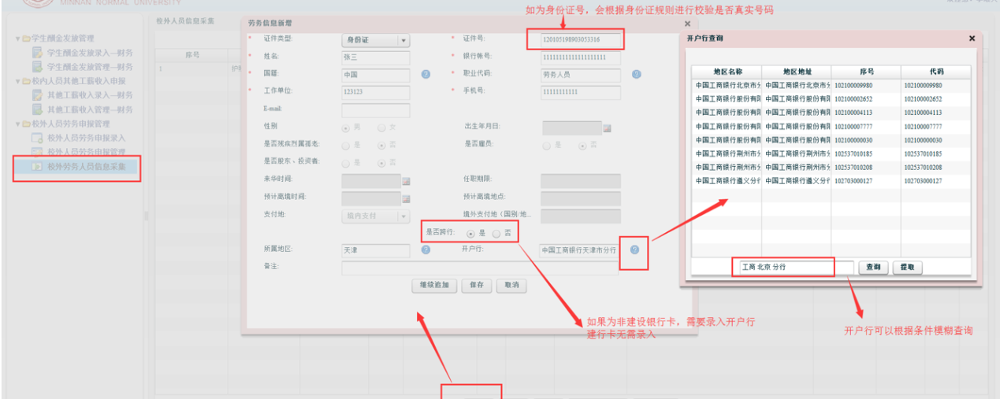 MINNAN NORMAL UNIVERSITY
如为身份证号，会根据身份证规则进行校验是否真实号码
校外人员信息采集
学生酬金发放管理
学生酬金发放录入—财务
学生酬金发放管理—财务
校内人员其他工薪收入申报
其他工薪收入录入—财务
其他工薪收入管理—财务
校外人员劳务申报管理
校外人员劳务申报录入
校外人员劳务申报管理
校外劳务人员信息采集
序号
1
劳务信息新增
* 证件类型: 身份证 * 证件号: 120105198903053316
* 姓名: 张三 * 银行帐号: 1111111111111111111
* 国籍: 中国 * 职业代码: 劳务人员
* 工作单位: 123123 * 手机号: 11111111111
E-mail:
性别 男 女 出生年月日:
是否残疾烈属孤老: 是 否 是否雇员: 是 否
是否股东、投资者: 是 否
来华时间: 任职期限:
预计离境时间: 预计离境地点:
支付地: 境内支付 境外支付地（国别/地...
是否跨行: 是 否
所属地区: 天津 开户行: 中国工商银行天津市分行
备注:
继续追加 保存 取消
开户行查询
地区名称 地区地址 序号 代码
中国工商银行北京市 中国工商银行北京市 102100009980 102100009980
中国工商银行股份有限 中国工商银行股份有限 102100002652 102100002652
中国工商银行股份有限 中国工商银行股份有限 102100004113 102100004113
中国工商银行股份有限 中国工商银行股份有限 102100007777 102100007777
中国工商银行股份有限 中国工商银行股份有限 102100000030 102100000030
中国工商银行荆州市 中国工商银行荆州市 102537010185 102537010185
中国工商银行荆州市 中国工商银行荆州市 102537010208 102537010208
中国工商银行遵义分行 中国工商银行遵义分行 102703000127 102703000127
工商 北京 分行 查询 提取
如果为非建设银行卡，需要录入开户行
建行卡无需录入
开户行可以根据条件模糊查询